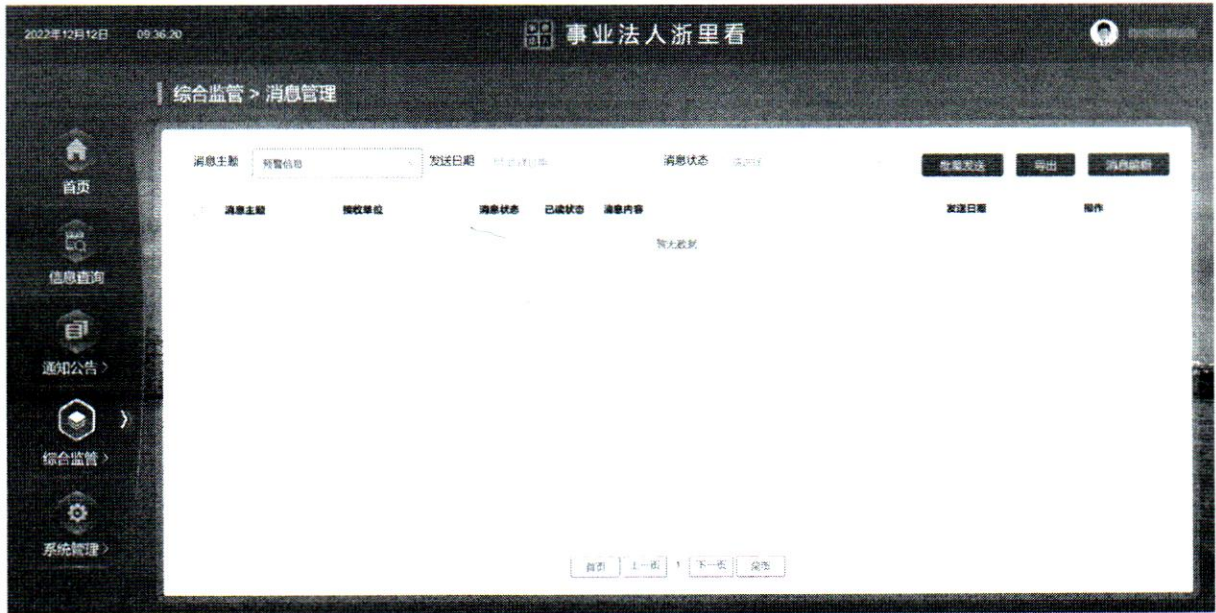 2022年12月12日 09:36:20
事业法人浙里看
综合监管 > 消息管理
首页
信息查询
通知公告 >
综合监管 >
系统管理 >
消息主题 预警信息 发送日期 消息状态 请选择 批量发送 导出 消息编辑
消息主题 接收单位 消息状态 已读状态 消息内容 发送日期 操作
暂无数据
首页 上一页 1 下一页 尾页